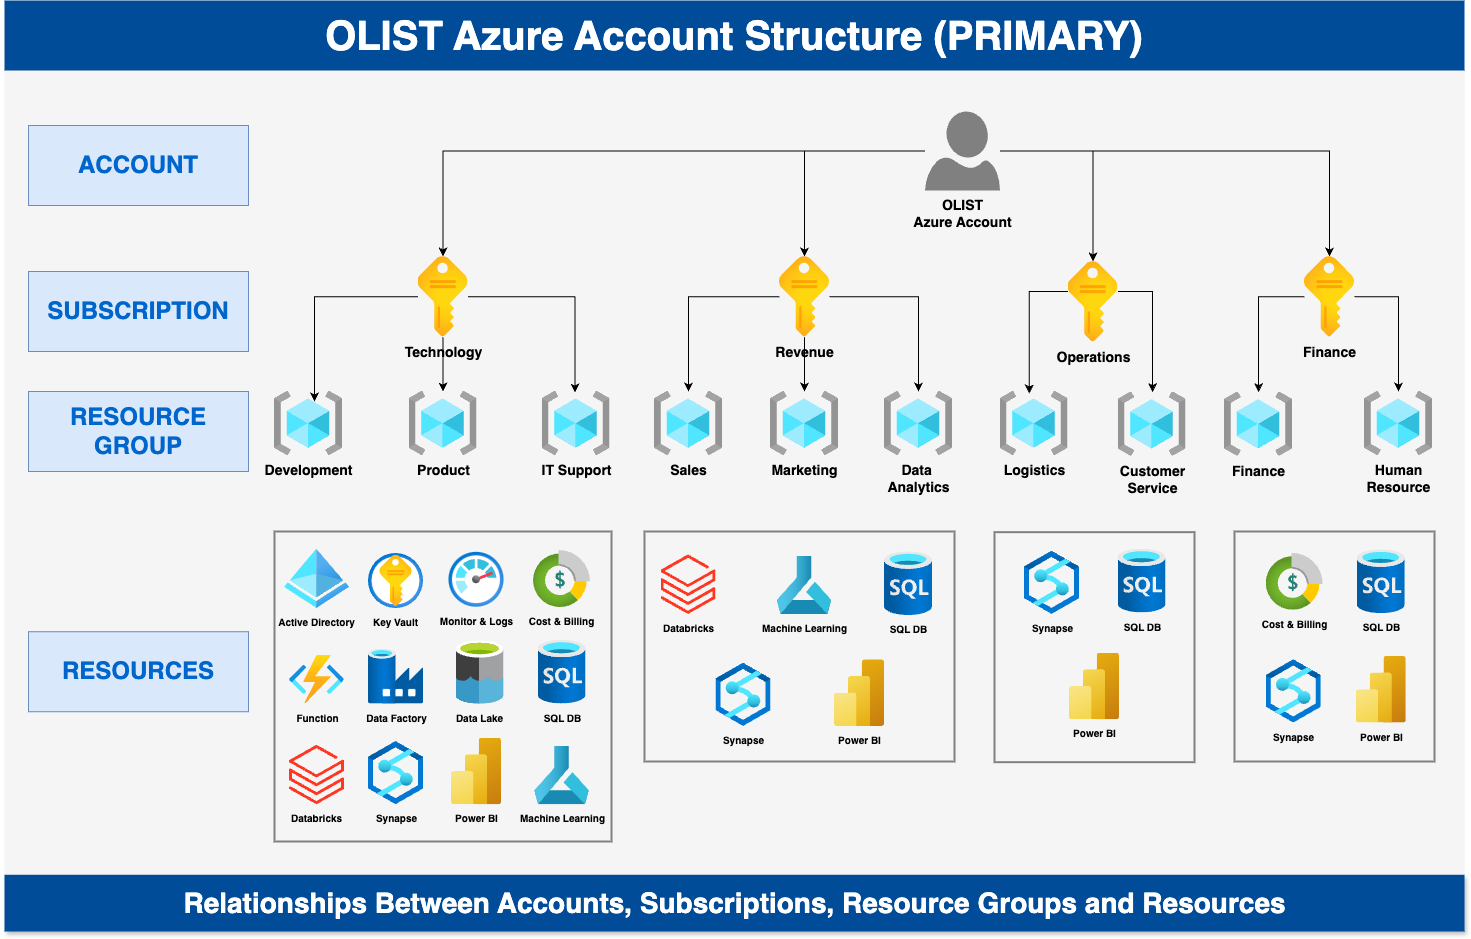 OLIST Azure Account Structure (PRIMARY)
ACCOUNT
OLIST
Azure Account
SUBSCRIPTION
Technology
Revenue
Operations
Finance
RESOURCE
GROUP
Development
Product
IT Support
Sales
Marketing
Data
Analytics
Logistics
Customer
Service
Finance
Human
Resource
RESOURCES
Active Directory
Key Vault
Monitor & Logs
$
Cost & Billing
Function
Data Factory
Data Lake
SQL
SQL DB
Databricks
Synapse
Power BI
Machine Learning
Databricks
Machine Learning
SQL
SQL DB
Synapse
Power BI
Synapse
SQL
SQL DB
Power BI
$
Cost & Billing
SQL
SQL DB
Synapse
Power BI
Relationships Between Accounts, Subscriptions, Resource Groups and Resources